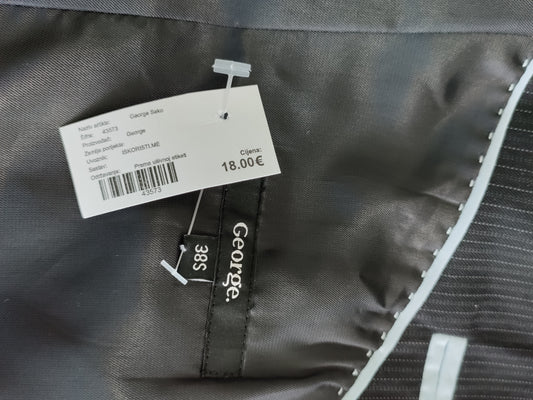 Naziv artikla: George Sako
Šifra: 43573
Proizvođač: George
Zemlja porijekla:
Uvoznik: ISKORISTI.ME
Sastav:
Održavanje: Prema ušivnoj etiketi
43573
Cijena:
18.00€
38S
George.